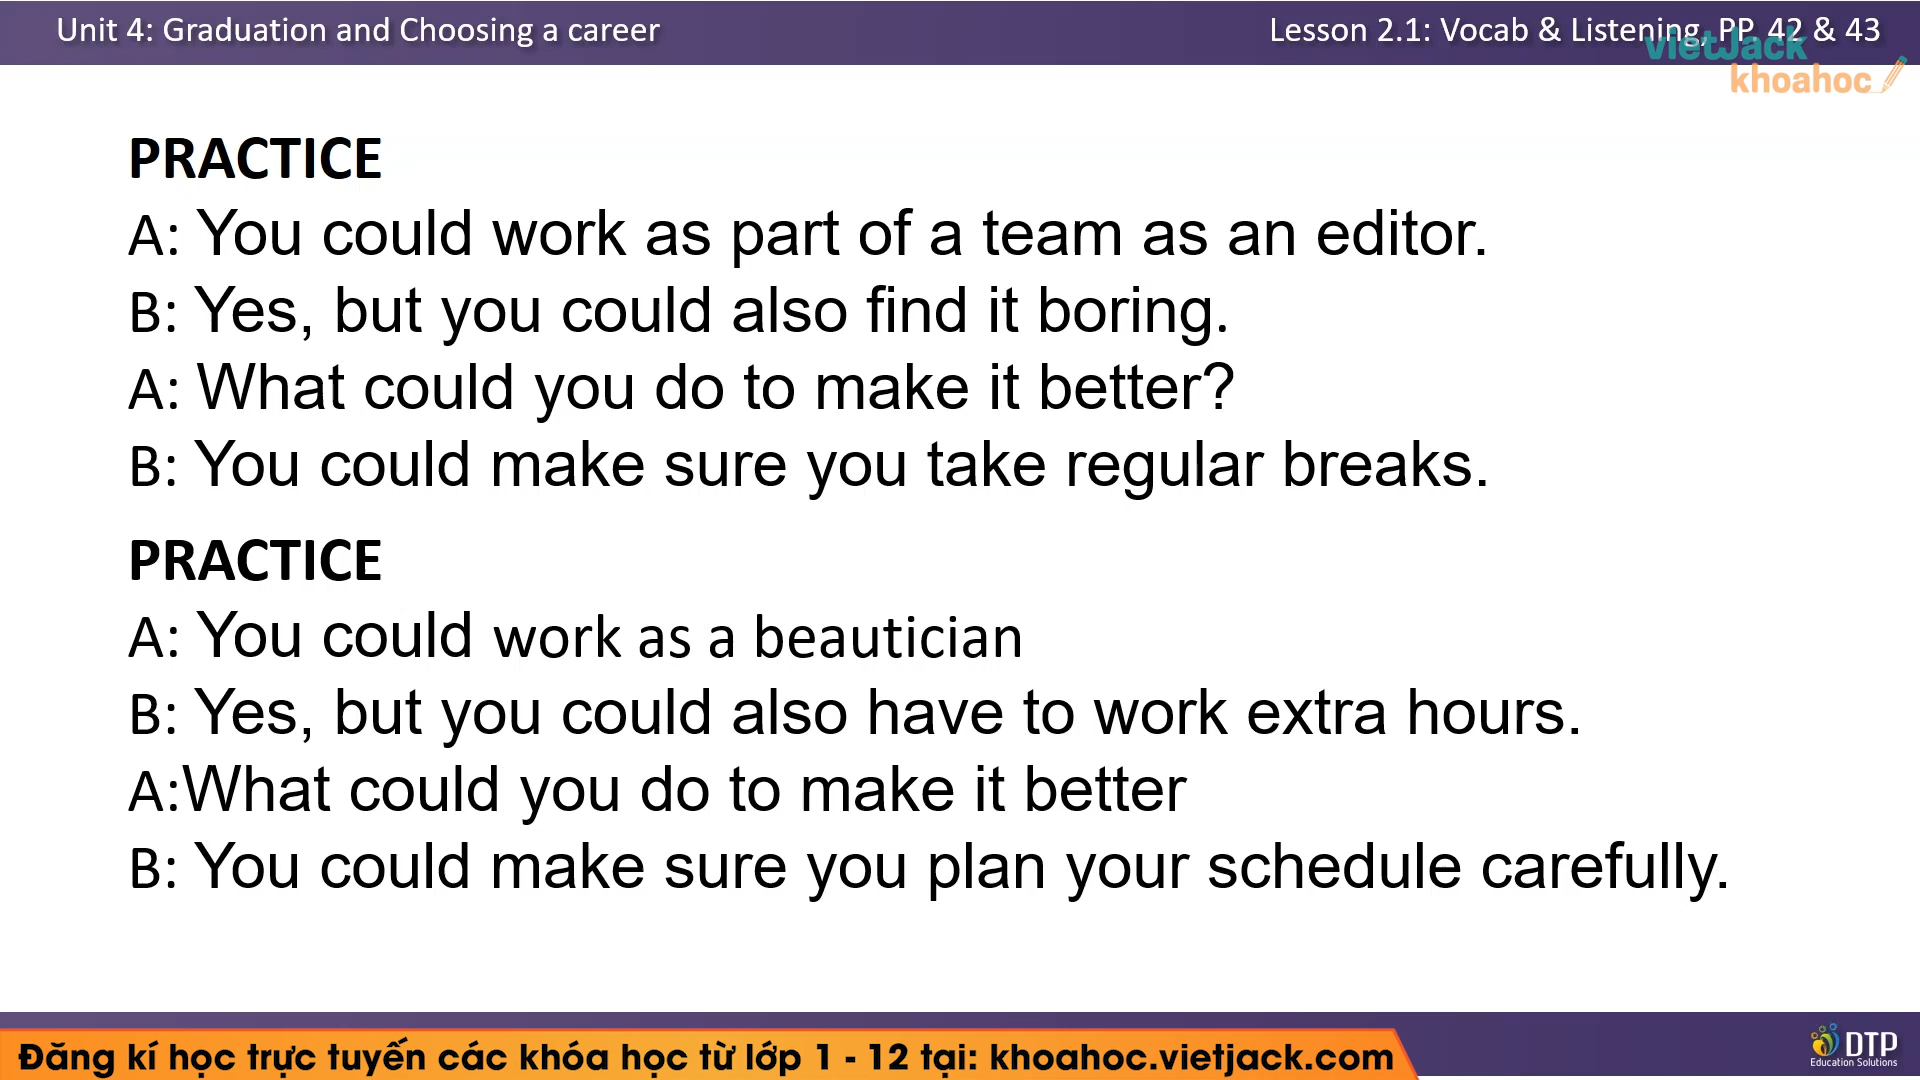 Unit 4: Graduation and Choosing a career
Lesson 2.1: Vocab & Listening, PP. 42 & 43
vietJack
khoahoc
PRACTICE
A: You could work as part of a team as an editor.
B: Yes, but you could also find it boring.
A: What could you do to make it better?
B: You could make sure you take regular breaks.
PRACTICE
A: You could work as a beautician
B: Yes, but you could also have to work extra hours.
A:What could you do to make it better
B: You could make sure you plan your schedule carefully.
Đăng kí học trực tuyến các khóa học từ lớp 1 - 12 tại: khoahoc.vietjack.com
DTP
Education Solutions